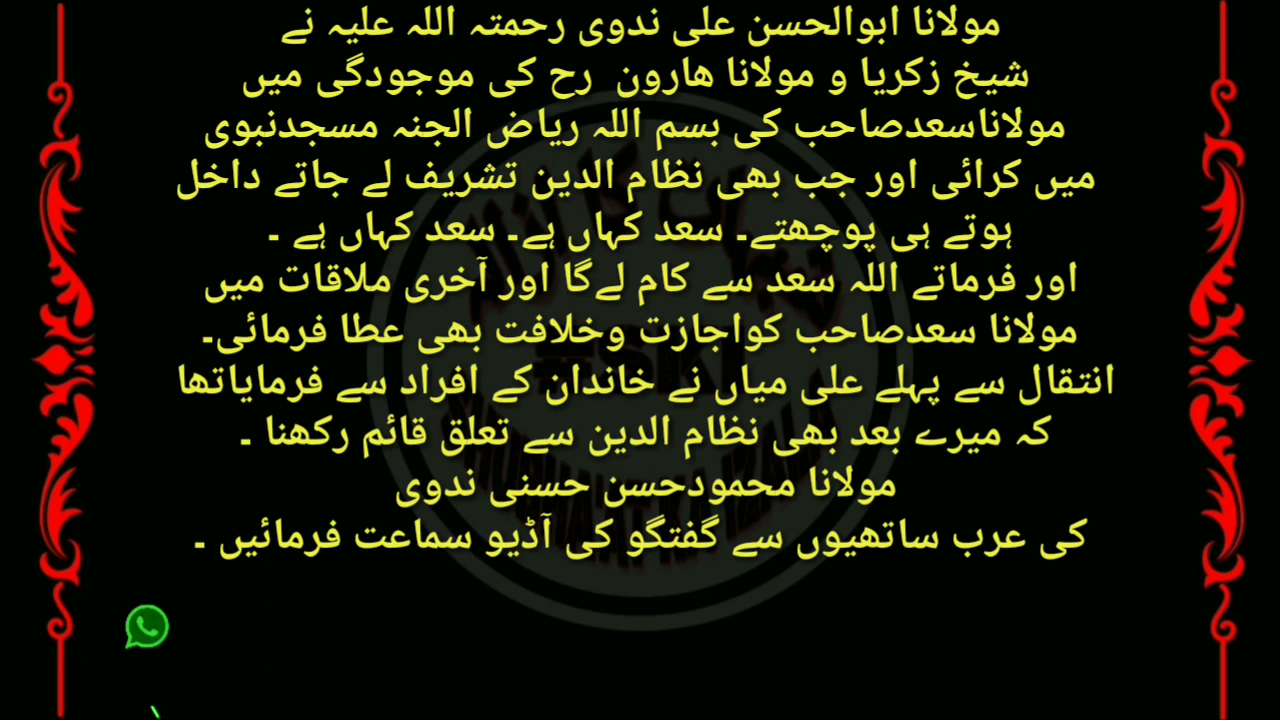 مولانا ابوالحسن علی ندوی رحمتہ اللہ علیہ نے
شیخ زکریا و مولانا ھارون رح کی موجودگی میں
مولاناسعدصاحب کی بسم اللہ ریاض الجنہ مسجدنبوی
میں کرائی اور جب بھی نظام الدین تشریف لے جاتے داخل
ہوتے ہی پوچھتے۔ سعد کہاں ہے۔ سعد کہاں ہے ۔
اور فرماتے اللہ سعد سے کام لےگا اور آخری ملاقات میں
مولانا سعدصاحب کواجازت وخلافت بھی عطا فرمائی۔
انتقال سے پہلے علی میاں نے خاندان کے افراد سے فرمایاتھا
کہ میرے بعد بھی نظام الدین سے تعلق قائم رکھنا ۔
مولانا محمودحسن حسنی ندوی
کی عرب ساتھیوں سے گفتگو کی آڈیو سماعت فرمائیں ۔